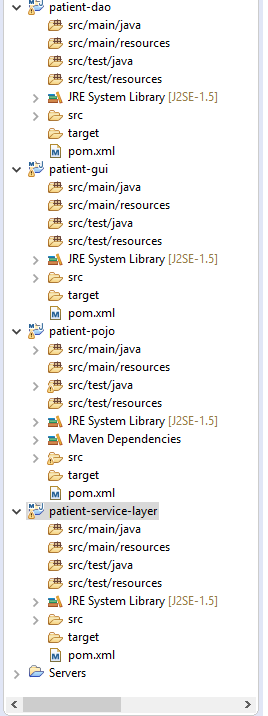 patient-dao
src/main/java
src/main/resources
src/test/java
src/test/resources
JRE System Library [J2SE-1.5]
src
target
pom.xml
patient-gui
src/main/java
src/main/resources
src/test/java
src/test/resources
JRE System Library [J2SE-1.5]
src
target
pom.xml
patient-pojo
src/main/java
src/main/resources
src/test/java
src/test/resources
JRE System Library [J2SE-1.5]
Maven Dependencies
src
target
pom.xml
patient-service-layer
src/main/java
src/main/resources
src/test/java
src/test/resources
JRE System Library [J2SE-1.5]
src
target
pom.xml
Servers